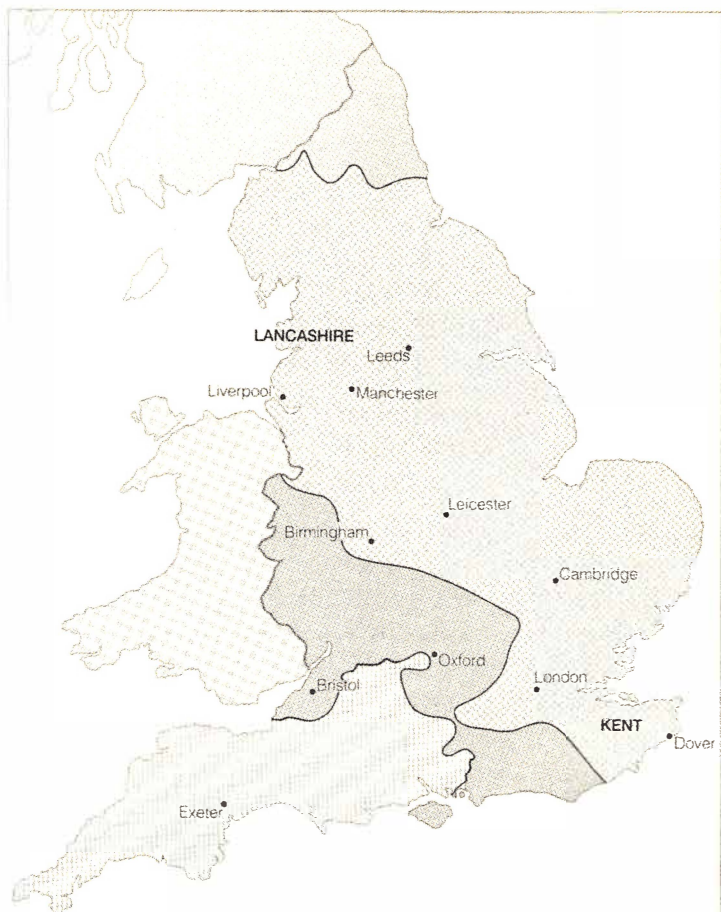 LANCASHIRE
Leeds
Liverpool
Manchester
Leicester
Birmingham
Cambridge
Oxford
Bristol
London
KENT
Dover
Exeter